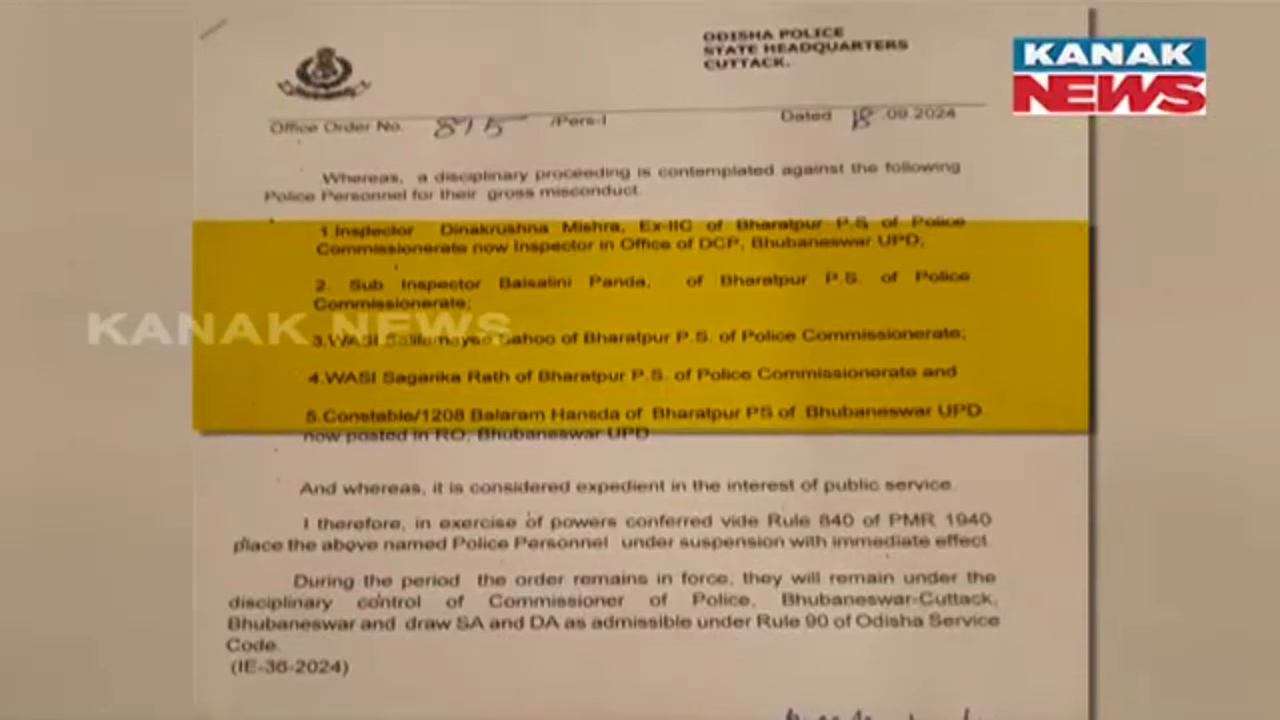 KANAK
NEWS
ODISHA POLICE
STATE HEADQUARTERS
CUTTACK.
Office Order No. 875 /Pers-I Dated 18 .09.2024
Whereas, a disciplinary proceeding is contemplated against the following
Police Personnel for their gross misconduct.
1.Inspector Dinakrushna Mishra, Ex-IIC of Bharatpur P.S of Police
Commissionerate now Inspector in Office of DCP, Bhubaneswar UPD;
2. Sub Inspector Baisalini Panda, of Bharatpur P.S. of Police
Commissionerate;
KANAK NEWS
3.WASI Sahoo of Bharatpur P.S. of Police Commissionerate;
4.WASI Sagarika Rath of Bharatpur P.S. of Police Commissionerate and
5.Constable/1208 Balaram Hansda of Bharatpur PS of Bhubaneswar UPD
now posted in RO, Bhubaneswar UPD
And whereas, it is considered expedient in the interest of public service.
I therefore, in exercise of powers conferred vide Rule 840 of PMR 1940
place the above named Police Personnel under suspension with immediate effect
During the period the order remains in force, they will remain under the
disciplinary control of Commissioner of Police, Bhubaneswar-Cuttack,
Bhubaneswar and draw SA and DA as admissible under Rule 90 of Odisha Service
Code.
(IE-36-2024)